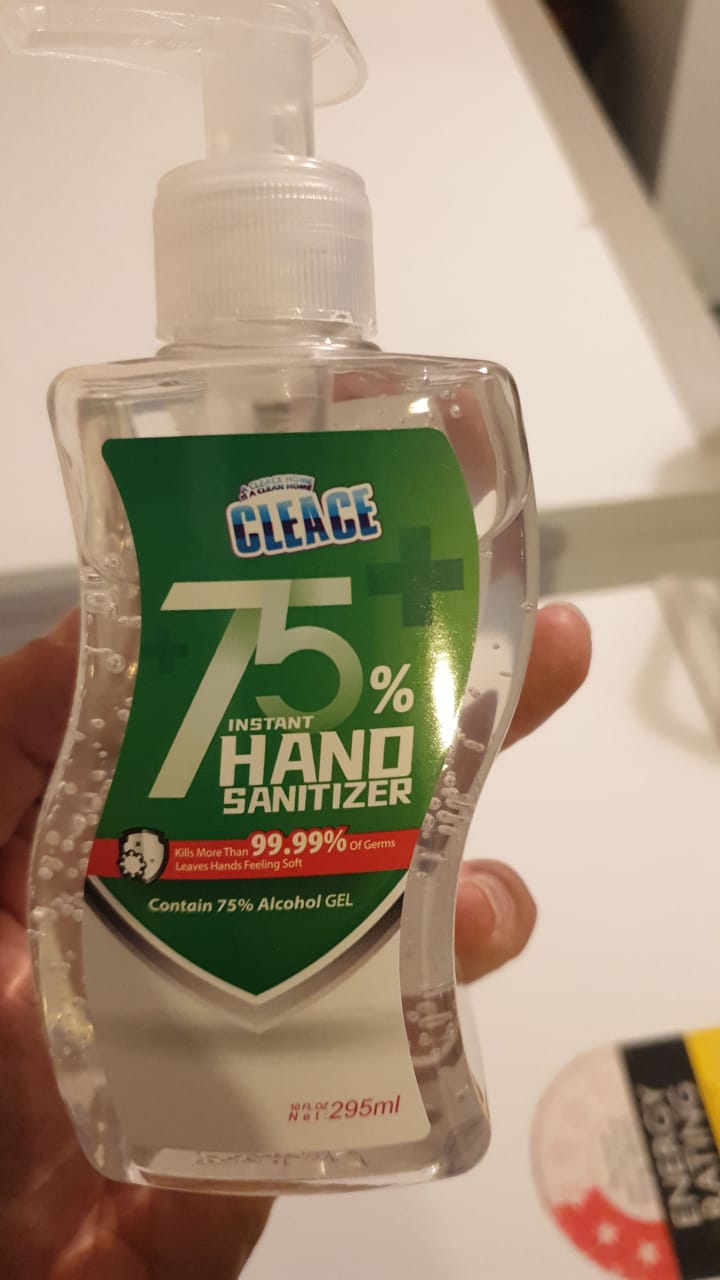 A CLEACE HOME
IS A CLEAN HOME
CLEACE
75%
INSTANT
HAND
SANITIZER
Kills More Than 99.99% Of Germs
Leaves Hands Feeling Soft
Contain 75% Alcohol GEL
10 FL OZ
Net: 295ml
ENERGY
RATING